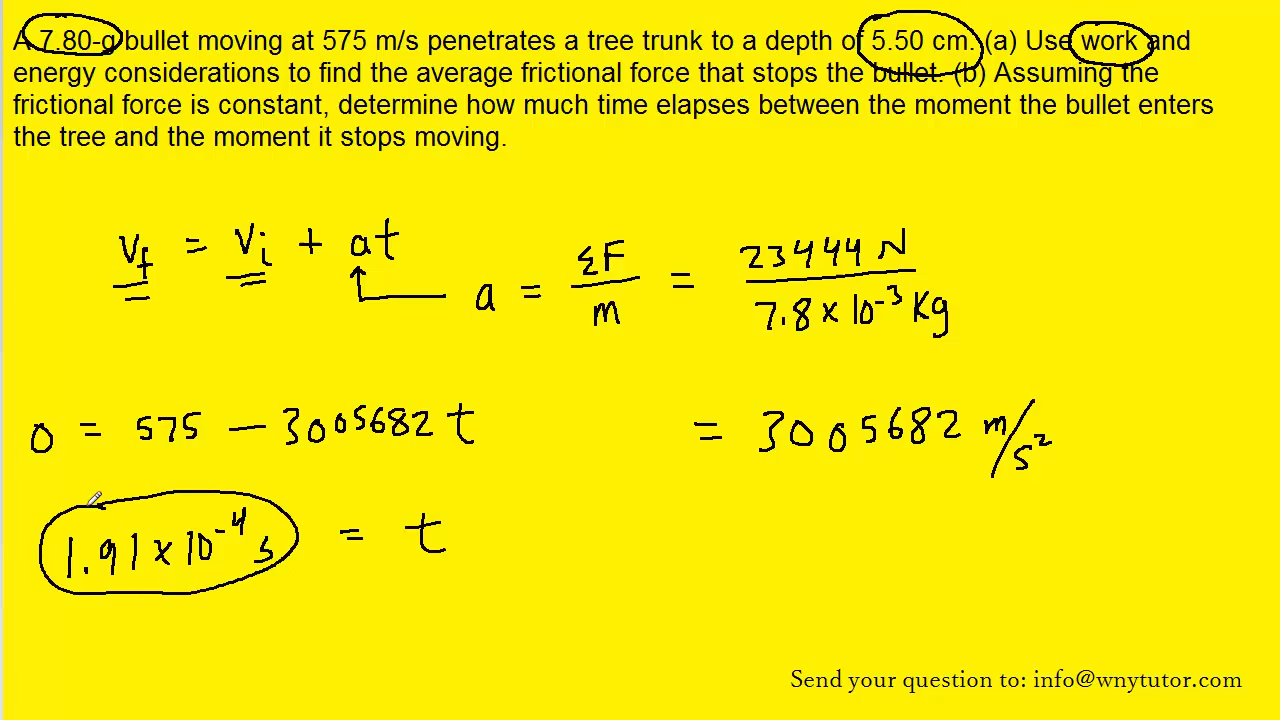 A 7.80-g bullet moving at 575 m/s penetrates a tree trunk to a depth of 5.50 cm. (a) Use work and
energy considerations to find the average frictional force that stops the bullet. (b) Assuming the
frictional force is constant, determine how much time elapses between the moment the bullet enters
the tree and the moment it stops moving.
v_f = v_i + at
a = ΣF/m = 23444 N / 7.8 x 10^-3 Kg
0 = 575 - 3005682 t
= 3005682 m/s^2
1.91 x 10^-4 s = t
Send your question to: info@wnytutor.com